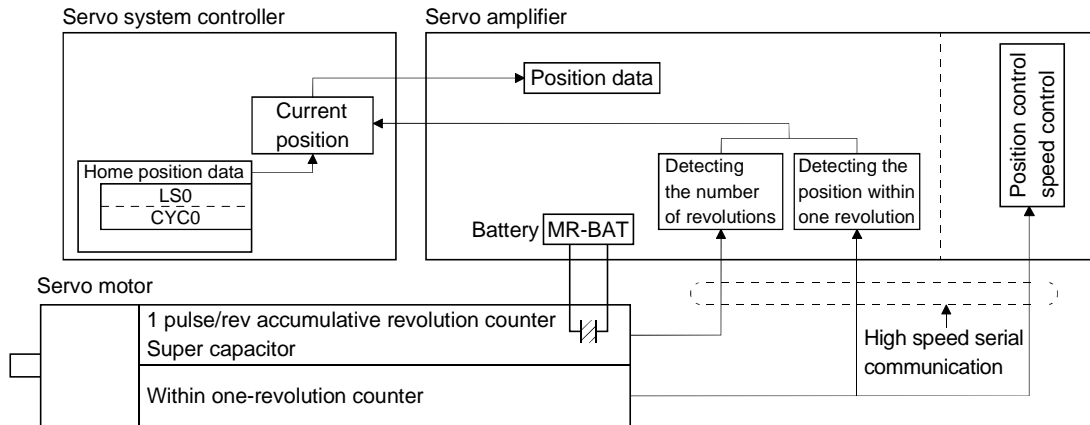 Servo system controller
Servo amplifier
Position data
Current
position
Home position data
LS0
CYC0
Detecting
the number
of revolutions
Detecting the
position within
one revolution
Position control
speed control
Battery MR-BAT
Servo motor
1 pulse/rev accumulative revolution counter
Super capacitor
Within one-revolution counter
High speed serial
communication